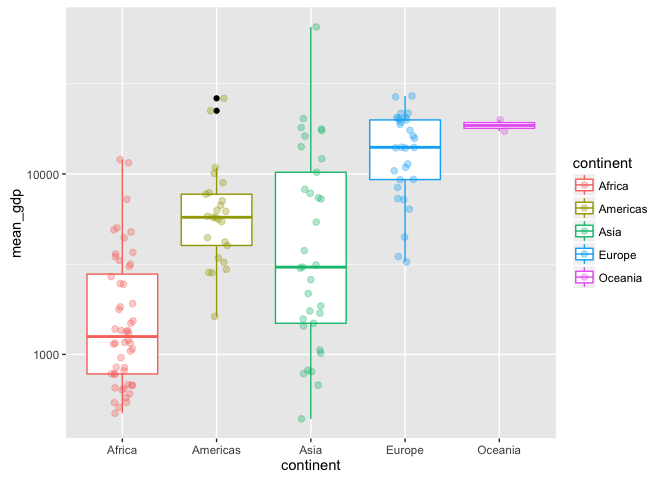 mean_gdp
10000
1000
Africa Americas Asia Europe Oceania
continent
continent
Africa
Americas
Asia
Europe
Oceania